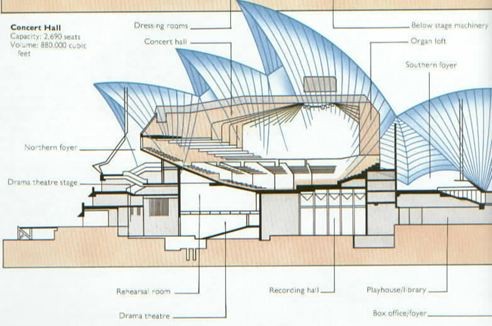 Concert Hall
Capacity: 2,690 seats
Volume: 880,000 cubic
feet
Dressing rooms
Concert hall
Below stage machinery
Organ loft
Southern foyer
Northern foyer
Drama theatre stage
Rehearsal room
Drama theatre
Recording hall
Playhouse/library
Box office/foyer